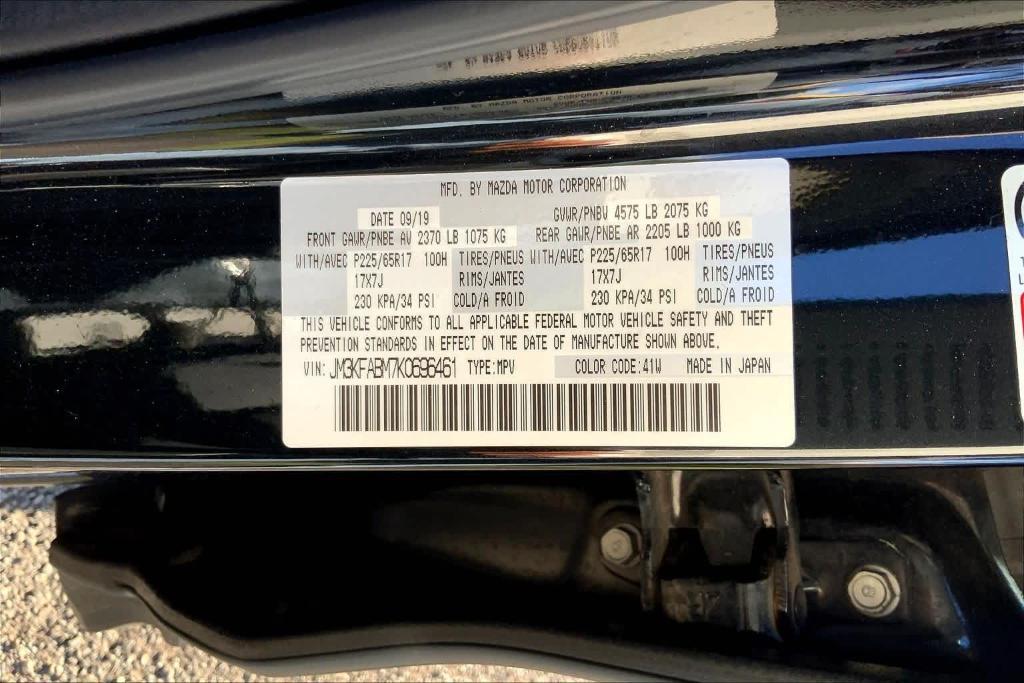 MFD. BY MAZDA MOTOR CORPORATION
DATE 09/19 GVWR/PNBV 4575 LB 2075 KG
FRONT GAWR/PNBE AV 2370 LB 1075 KG REAR GAWR/PNBE AR 2205 LB 1000 KG
WITH/AVEC P225/65R17 100H TIRES/PNEUS WITH/AVEC P225/65R17 100H TIRES/PNEUS
17X7J RIMS/JANTES 17X7J RIMS/JANTES
230 KPA/34 PSI COLD/A FROID 230 KPA/34 PSI COLD/A FROID
THIS VEHICLE CONFORMS TO ALL APPLICABLE FEDERAL MOTOR VEHICLE SAFETY AND THEFT
PREVENTION STANDARDS IN EFFECT ON THE DATE OF MANUFACTURE SHOWN ABOVE.
VIN: JM3KFABM7K0696461 TYPE:MPV COLOR CODE:41W MADE IN JAPAN